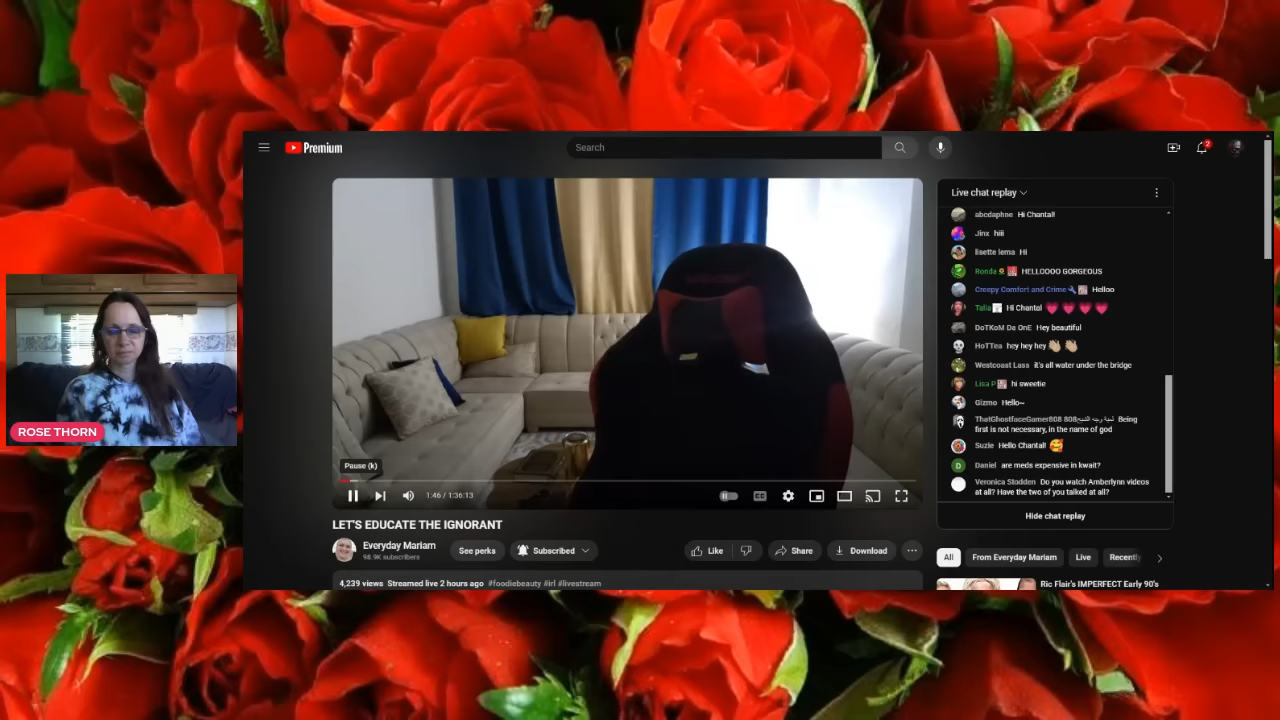 Premium
Search
2
Live chat replay
abcdaphne Hi Chantal!
Jinx hiii
lisette lema Hi
Ronda HELLOOOO GORGEOUS
Creepy Comfort and Crime Helloo
Talia Hi Chantal
DoTKoM Da OnE Hey beautiful
HoTTea hey hey hey
Westcoast Lass it's all water under the bridge
Lisa P hi sweetie
Gizmo Hello~
ThatGhostfaceGamer808 808 Being
first is not necessary, in the name of god
Suzie Hello Chantal!
D Daniel are meds expensive in kwait?
Veronica Slodden Do you watch Amberlynn videos
at all? Have the two of you talked at all?
Hide chat replay
ROSE THORN
Pause (k)
1:46 / 1:36:13
CC
LET'S EDUCATE THE IGNORANT
Everyday Mariam
98.9K subscribers
See perks
Subscribed
Like
Share
Download
All
From Everyday Mariam
Live
Recently
4,239 views Streamed live 2 hours ago #foodiebeauty #irl #livestream
Ric Flair's IMPERFECT Early 90's